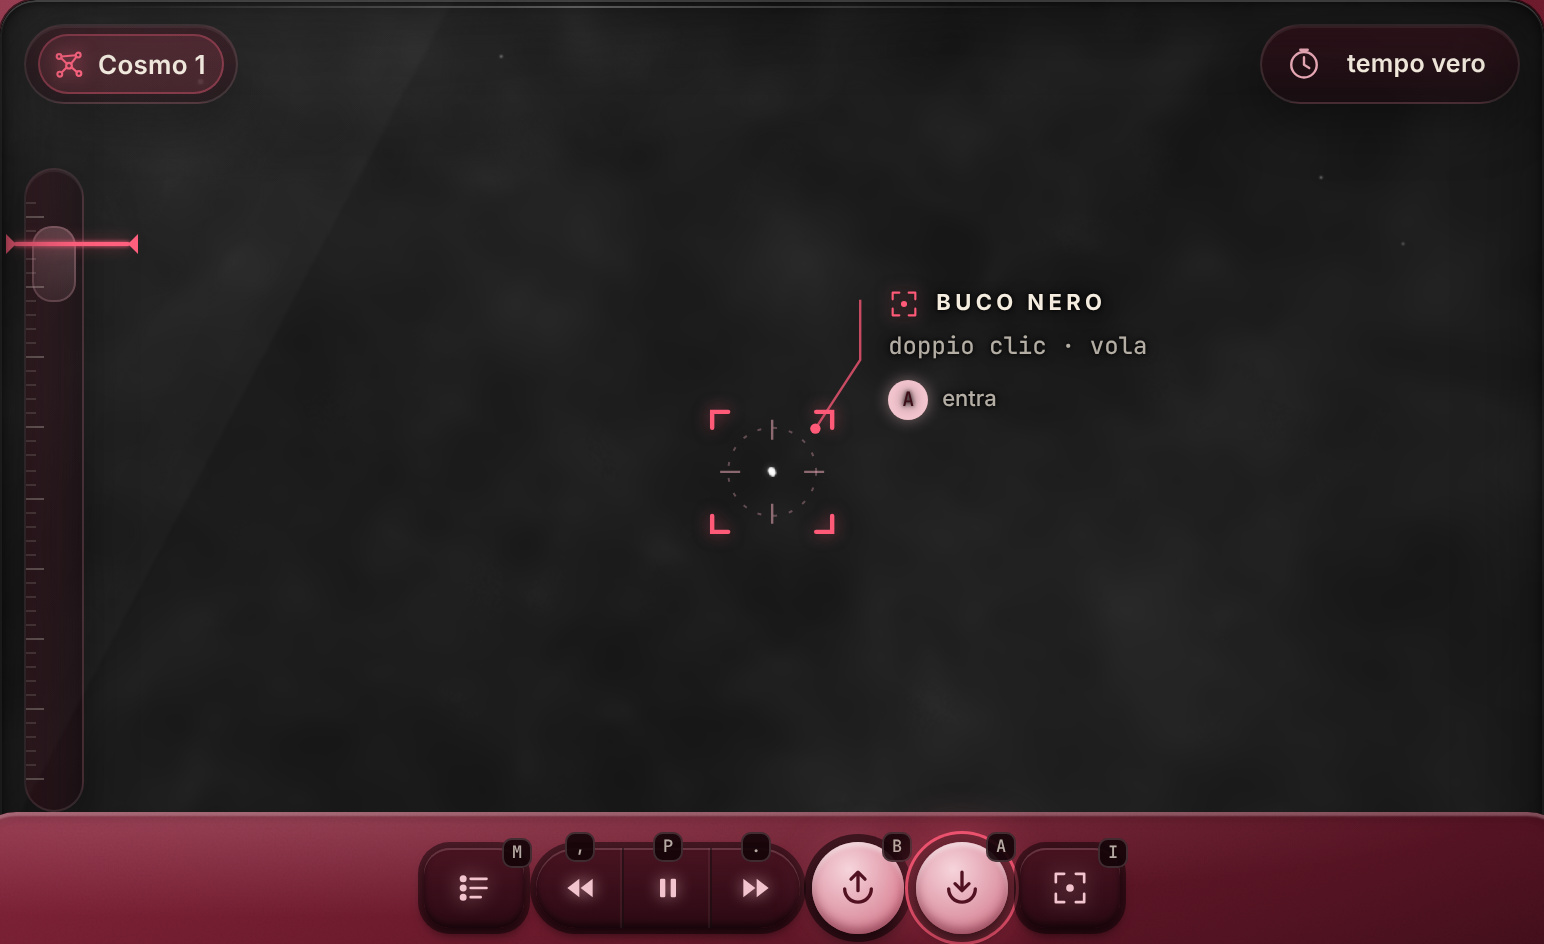 Cosmo 1
tempo vero
BUCO NERO
doppio clic · vola
A entra
M
,
P
.
B
A
I